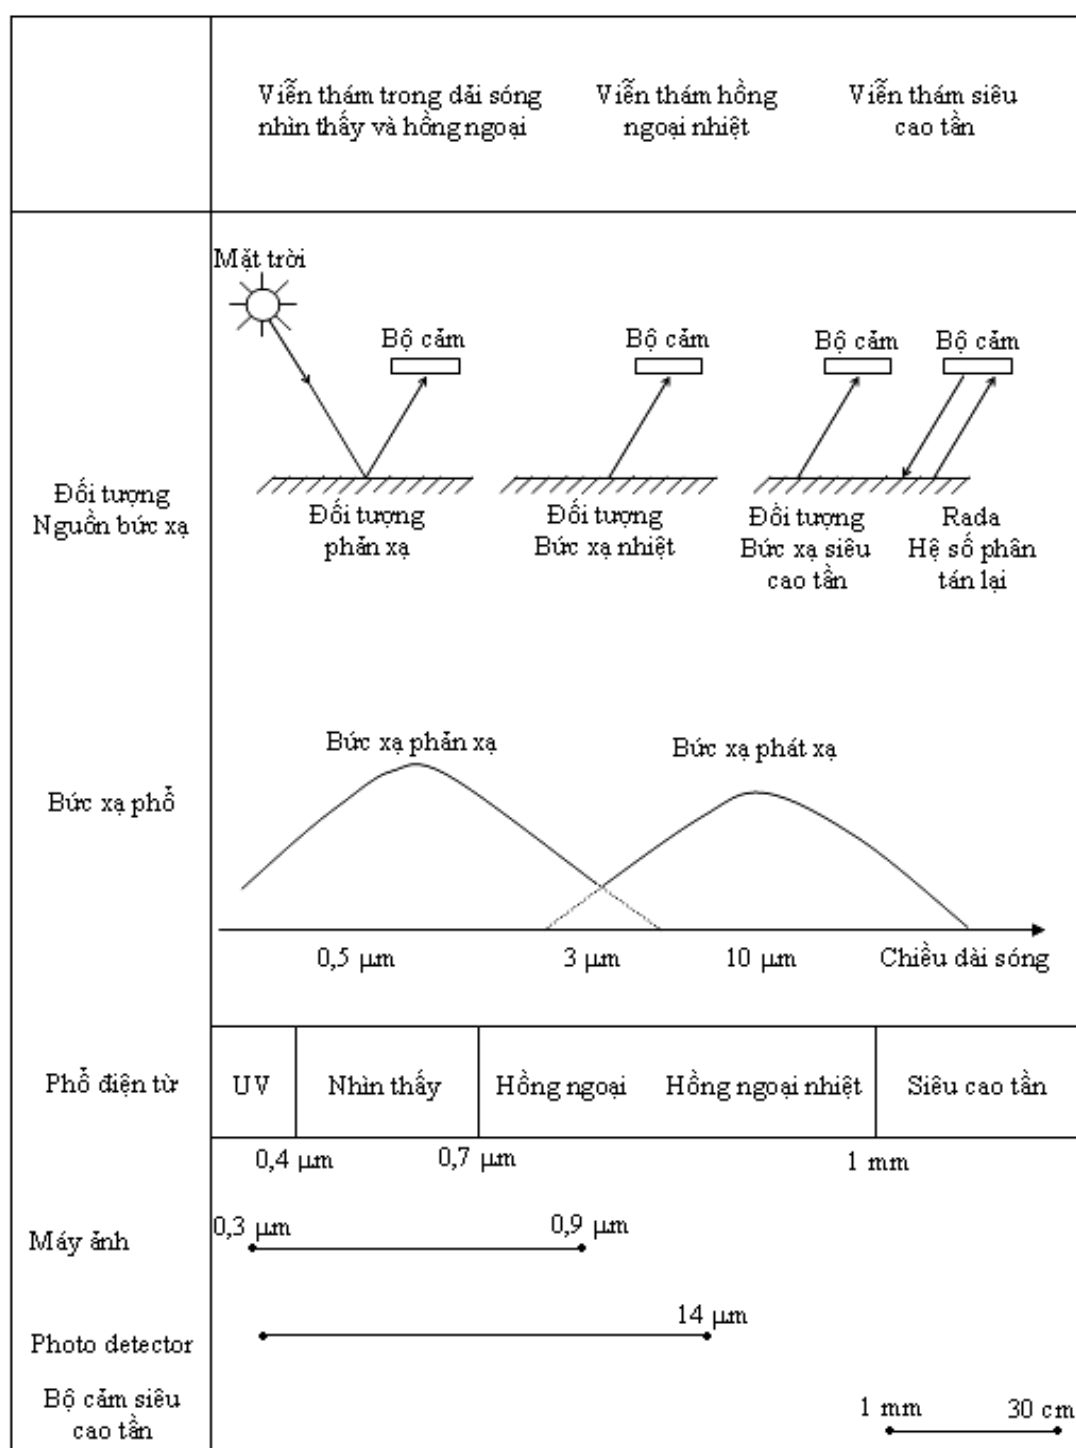 Viễn thám trong dải sóng
nhìn thấy và hồng ngoại
Viễn thám hồng
ngoại nhiệt
Viễn thám siêu
cao tần
Đối tượng
Nguồn bức xạ
Mặt trời
Bộ cảm
Bộ cảm
Bộ cảm
Bộ cảm
Đối tượng
phản xạ
Đối tượng
Bức xạ nhiệt
Đối tượng
Bức xạ siêu
cao tần
Rada
Hệ số phân
tán lại
Bức xạ phổ
Bức xạ phản xạ
Bức xạ phát xạ
0,5 μm
3 μm
10 μm
Chiều dài sóng
Phổ điện từ
UV
Nhìn thấy
Hồng ngoại
Hồng ngoại nhiệt
Siêu cao tần
0,4 μm
0,7 μm
1 mm
Máy ảnh
0,3 μm
0,9 μm
Photo detector
14 μm
Bộ cảm siêu
cao tần
1 mm
30 cm